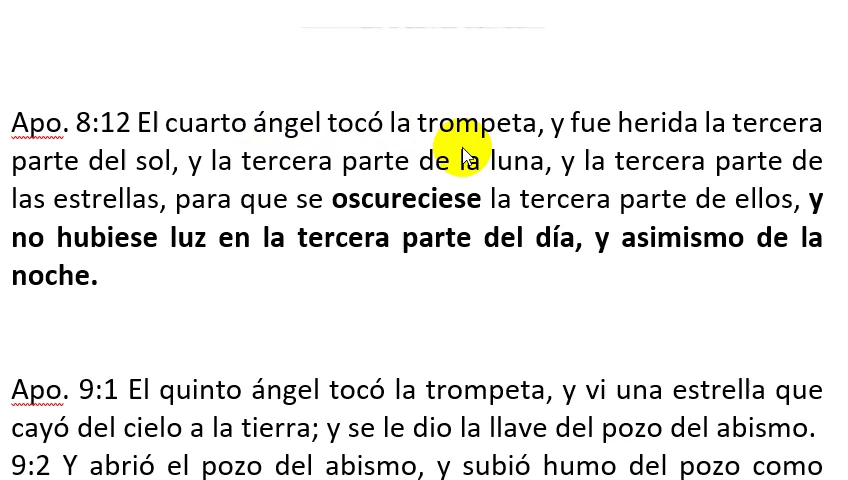 Apo. 8:12 El cuarto ángel tocó la trompeta, y fue herida la tercera
parte del sol, y la tercera parte de la luna, y la tercera parte de
las estrellas, para que se oscureciese la tercera parte de ellos, y
no hubiese luz en la tercera parte del día, y asimismo de la
noche.
Apo. 9:1 El quinto ángel tocó la trompeta, y vi una estrella que
cayó del cielo a la tierra; y se le dio la llave del pozo del abismo.
9:2 Y abrió el pozo del abismo, y subió humo del pozo como